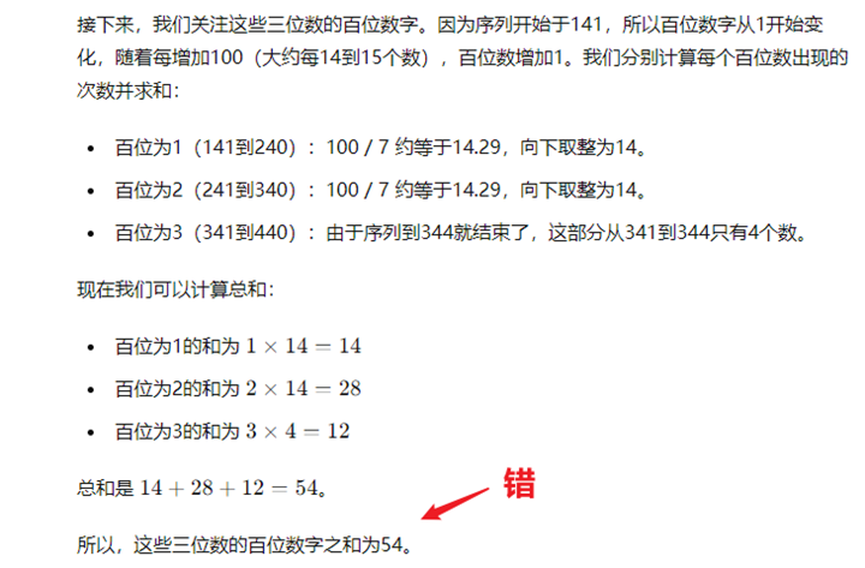 接下来，我们关注这些三位数的百位数字。因为序列开始于141，所以百位数字从1开始变
化，随着每增加100（大约每14到15个数），百位数增加1。我们分别计算每个百位数出现的
次数并求和：
• 百位为1（141到240）：100 / 7 约等于14.29，向下取整为14。
• 百位为2（241到340）：100 / 7 约等于14.29，向下取整为14。
• 百位为3（341到440）：由于序列到344就结束了，这部分从341到344只有4个数。
现在我们可以计算总和：
• 百位为1的和为 1 × 14 = 14
• 百位为2的和为 2 × 14 = 28
• 百位为3的和为 3 × 4 = 12
总和是 14 + 28 + 12 = 54。
错
所以，这些三位数的百位数字之和为54。